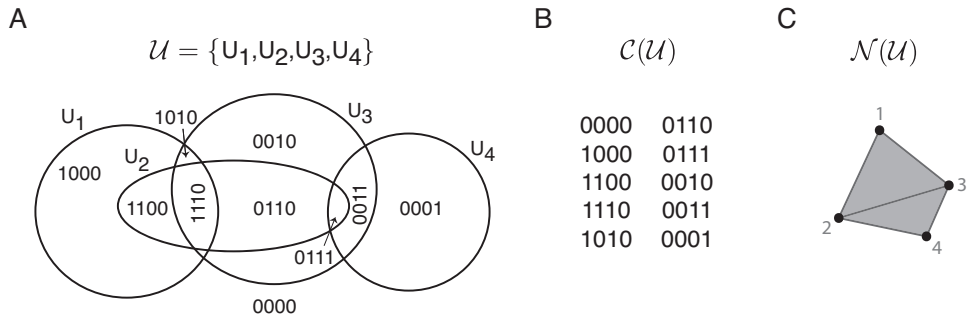 A
B
C
𝒰 = {U1,U2,U3,U4}
𝒞(𝒰)
𝒩(𝒰)
1010
U1
U3
U2
U4
0010
1000
1100
1110
0110
0011
0001
0111
0000
0000 0110
1000 0111
1100 0010
1110 0011
1010 0001
1
3
2
4